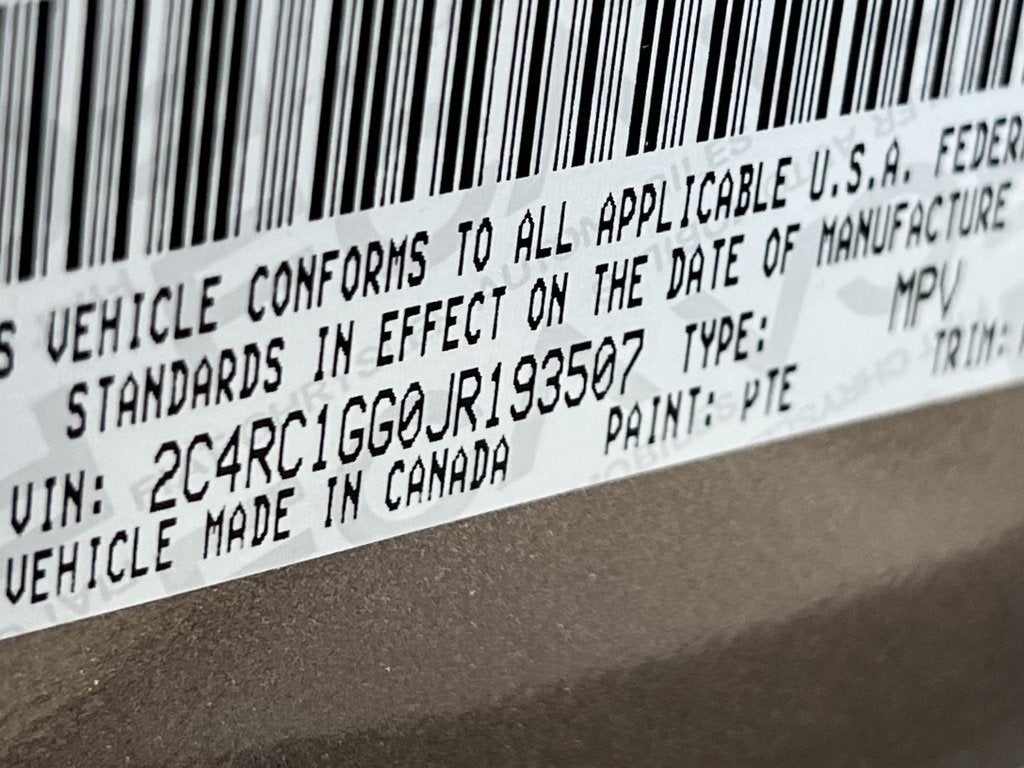 S VEHICLE CONFORMS TO ALL APPLICABLE U.S.A. FEDER
STANDARDS IN EFFECT ON THE DATE OF MANUFACTURE
VIN: 2C4RC1GG0JR193507 TYPE: MPV
VEHICLE MADE IN CANADA PAINT: PTE TRIM: